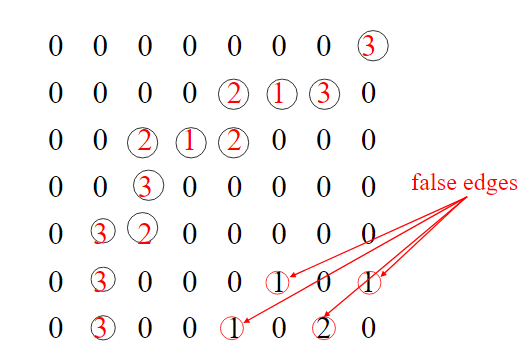 0 0 0 0 0 0 0 3
0 0 0 0 2 1 3 0
0 0 2 1 2 0 0 0
0 0 3 0 0 0 0 0
false edges
0 3 2 0 0 0 0 0
0 3 0 0 0 1 0 1
0 3 0 0 1 0 2 0